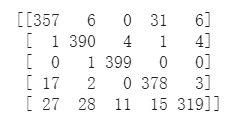 [[357 6 0 31 6]
[ 1 390 4 1 4]
[ 0 1 399 0 0]
[ 17 2 0 378 3]
[ 27 28 11 15 319]]